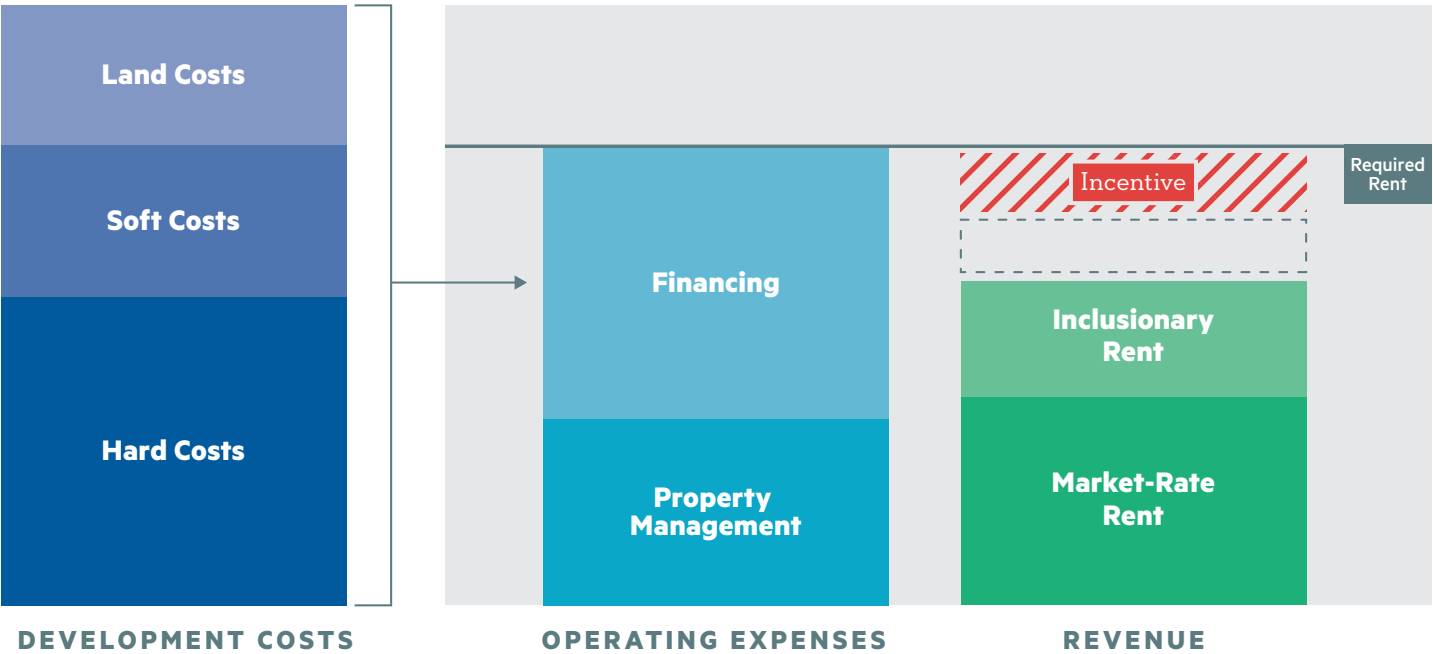 Land Costs
Soft Costs
Hard Costs
DEVELOPMENT COSTS
Financing
Property
Management
OPERATING EXPENSES
Incentive
Inclusionary
Rent
Market-Rate
Rent
REVENUE
Required
Rent